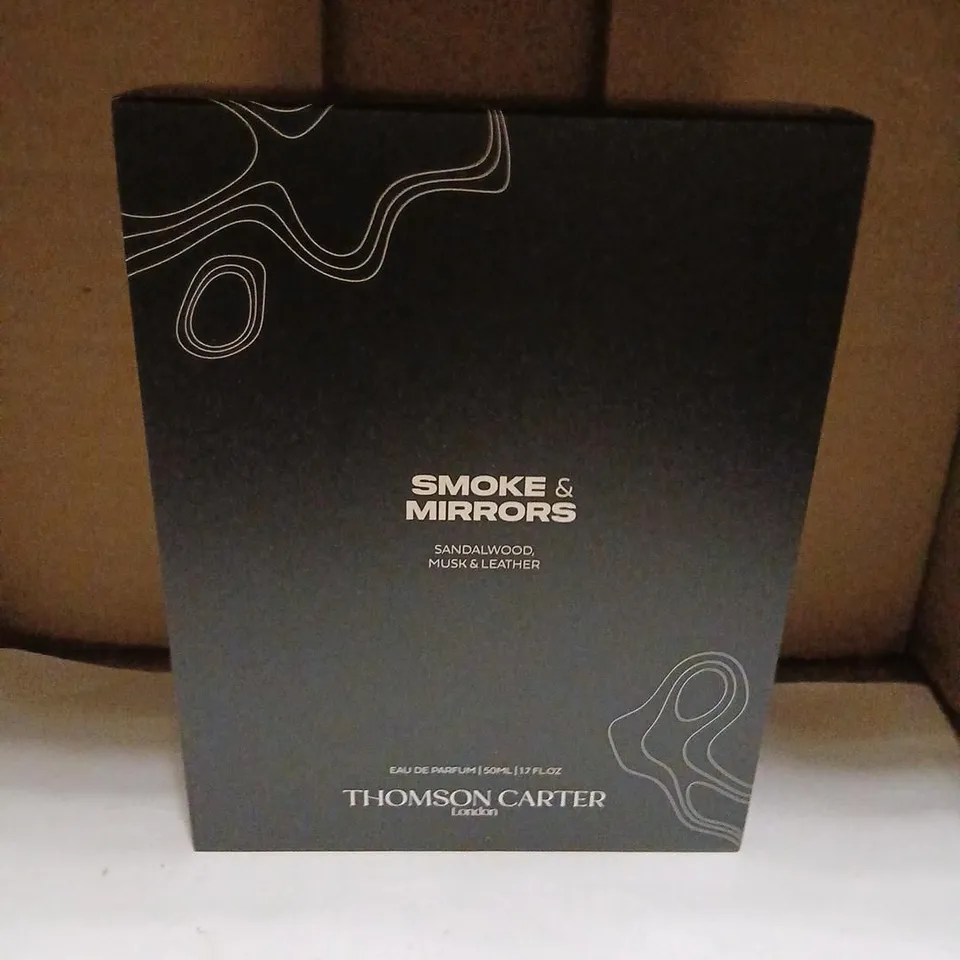 SMOKE &
MIRRORS
SANDALWOOD,
MUSK & LEATHER
EAU DE PARFUM | 50ML | 1.7 FL.OZ
THOMSON CARTER
London